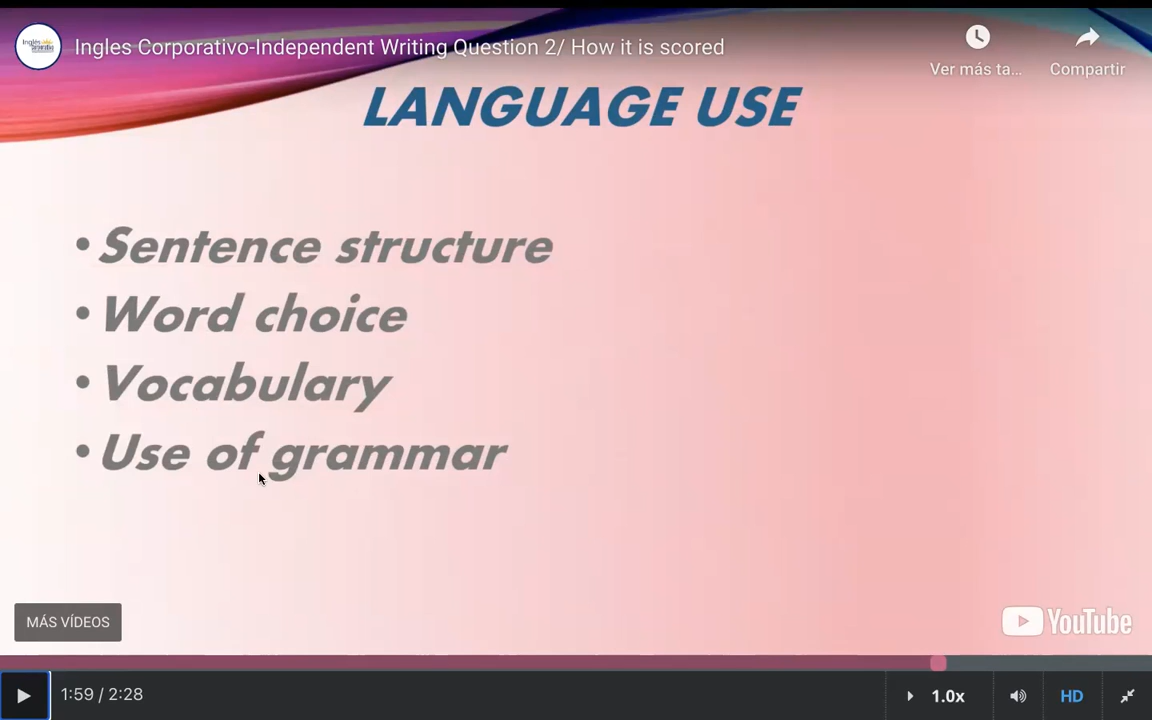 Ingles Corporativo-Independent Writing Question 2/ How it is scored
Ver más ta...
Compartir
LANGUAGE USE
• Sentence structure
• Word choice
• Vocabulary
• Use of grammar
MÁS VÍDEOS
YouTube
1:59 / 2:28
1.0x
HD